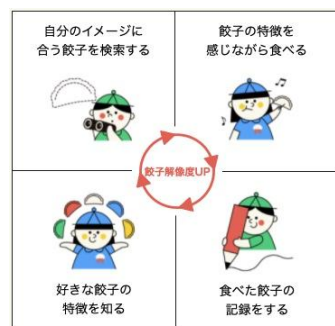 自分のイメージに
合う餃子を検索する
餃子の特徴を
感じながら食べる
餃子解像度UP
好きな餃子の
特徴を知る
食べた餃子の
記録をする